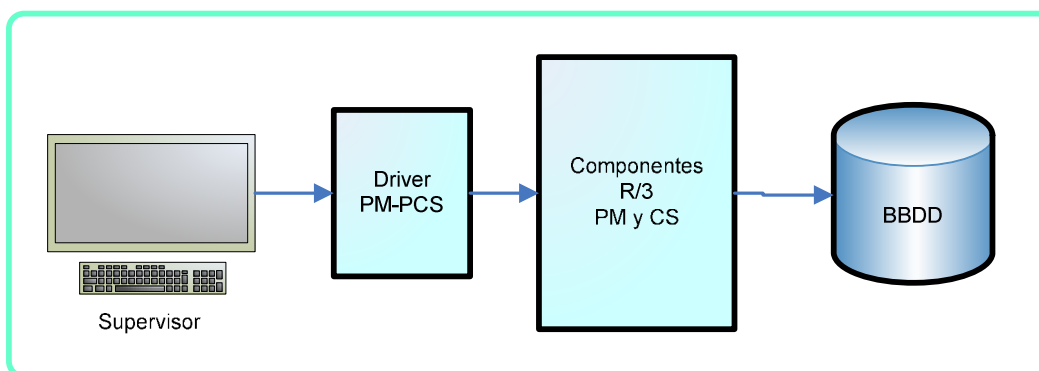 Supervisor
Driver
PM-PCS
Componentes
R/3
PM y CS
BBDD